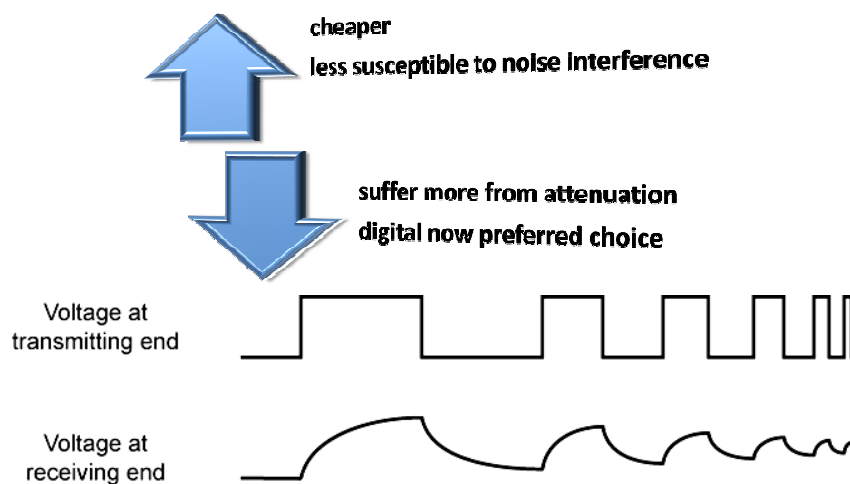 cheaper
less susceptible to noise interference
suffer more from attenuation
digital now preferred choice
Voltage at
transmitting end
Voltage at
receiving end